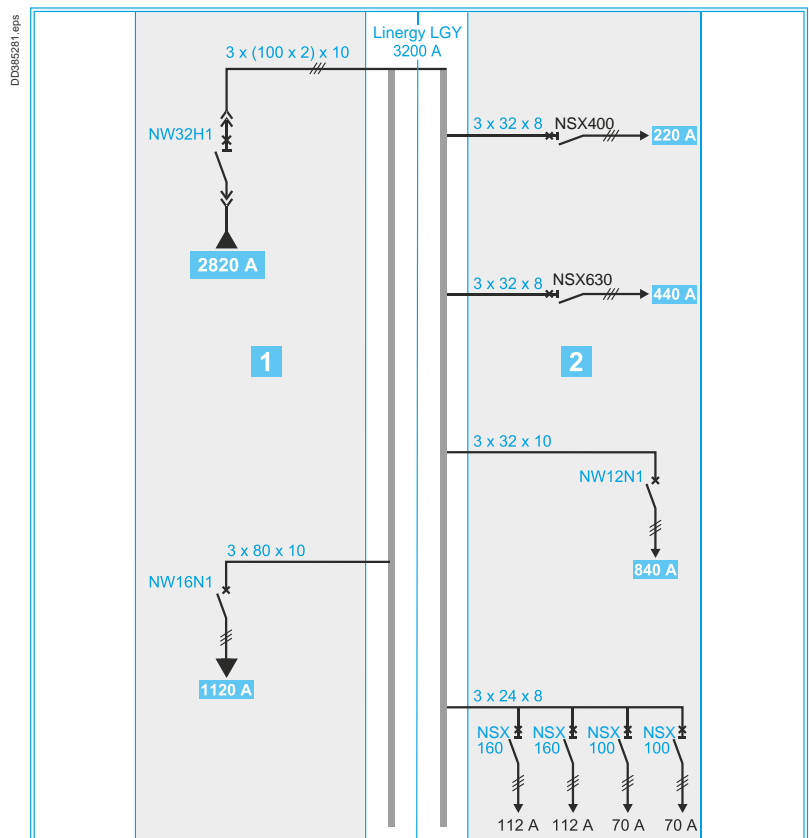 DD385281.eps
Linergy LGY
3200 A
3 x (100 x 2) x 10
NW32H1
2820 A
3 x 32 x 8
NSX400
220 A
3 x 32 x 8
NSX630
440 A
1
2
3 x 32 x 10
NW12N1
840 A
3 x 80 x 10
NW16N1
1120 A
3 x 24 x 8
NSX
160
NSX
160
NSX
100
NSX
100
112 A
112 A
70 A
70 A